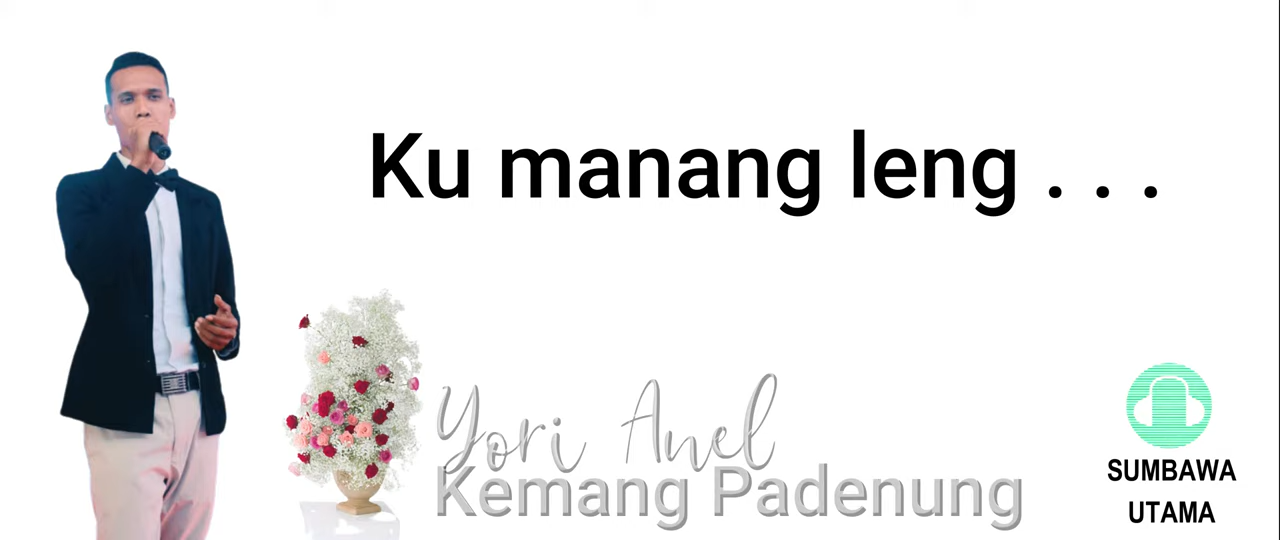 Ku manang leng . . .
Yori Anel
Kemang Padenung
SUMBAWA
UTAMA